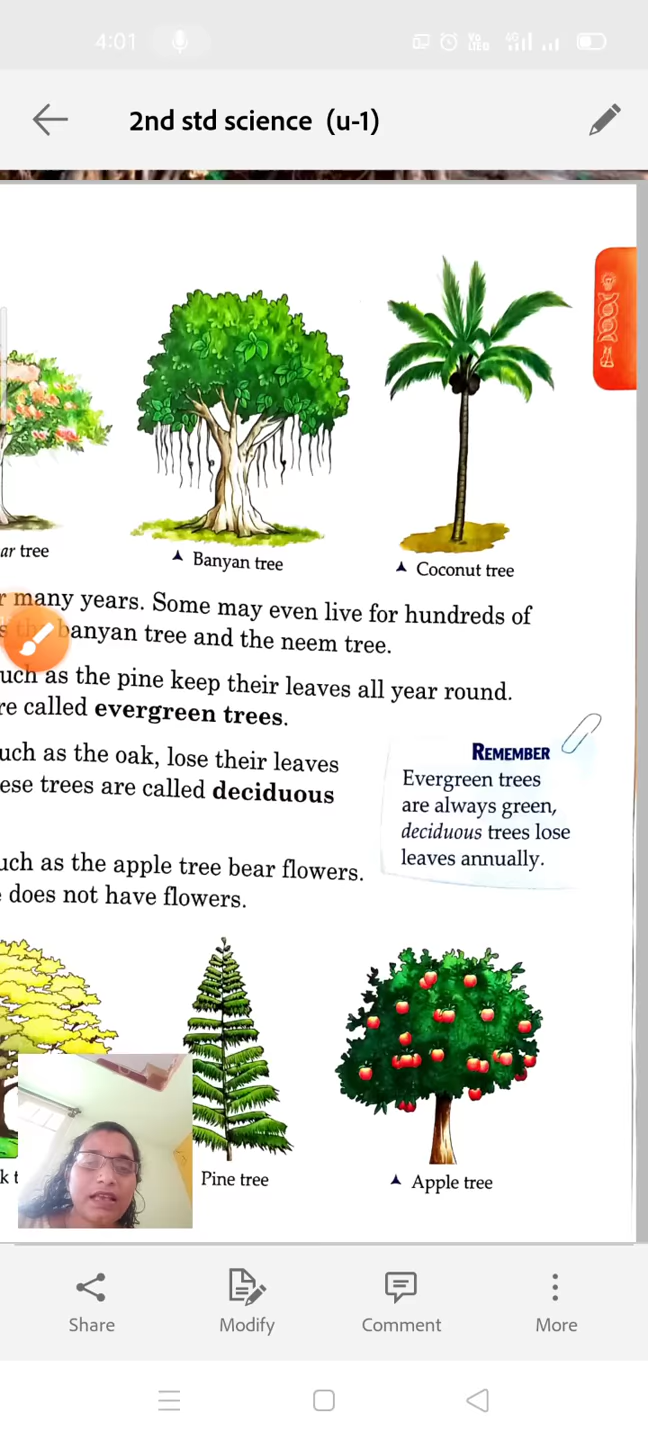 4:01
Vo
LTE
4G
2nd std science (u-1)
ar tree
Banyan tree
Coconut tree
r many years. Some may even live for hundreds of
banyan tree and the neem tree.
uch as the pine keep their leaves all year round.
re called evergreen trees.
uch as the oak, lose their leaves
ese trees are called deciduous
REMEMBER
Evergreen trees
are always green,
deciduous trees lose
leaves annually.
uch as the apple tree bear flowers.
does not have flowers.
k t
Pine tree
Apple tree
Share
Modify
Comment
More